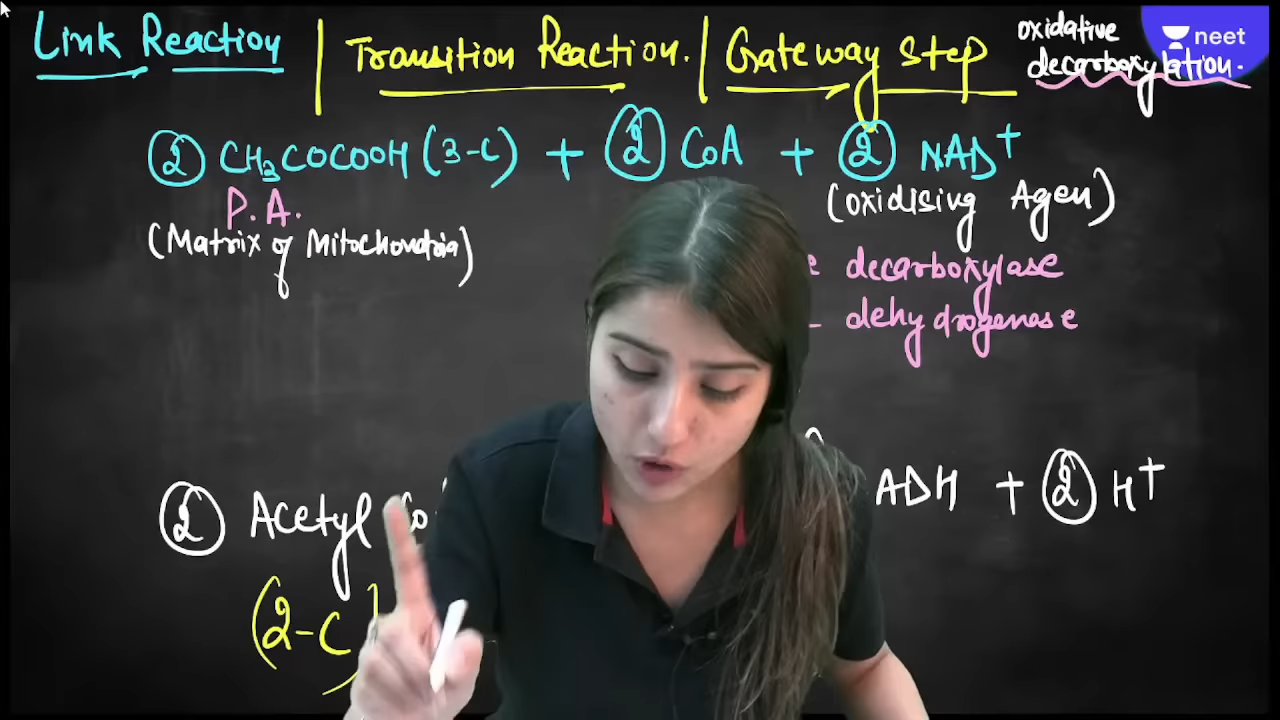 Link Reaction | Transition Reaction. | Gateway Step
oxidative
decarboxylation.
neet
② CH₃COCOOH (3-C) + ② CoA + ② NAD⁺
P.A.
(Matrix of Mitochondria)
(Oxidising Agen)
e decarboxylase
dehydrogenase
② Acetyl Co
ADH + ② H⁺
(2-C